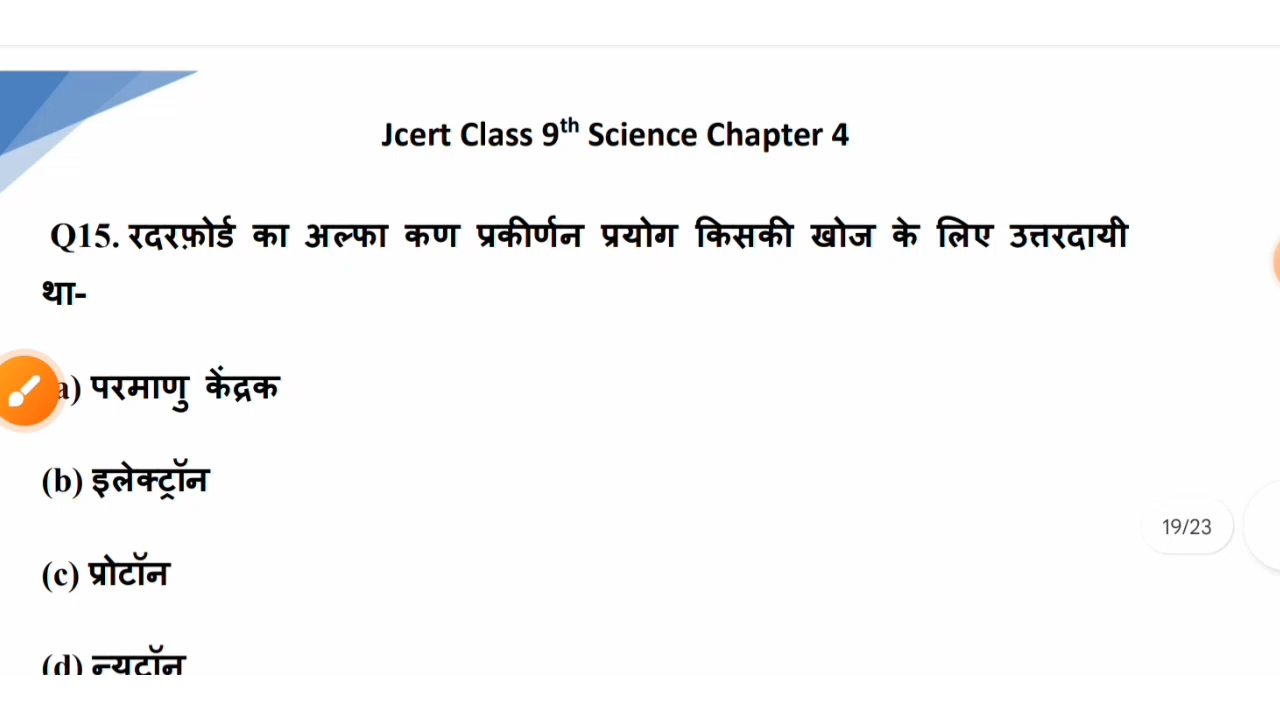 Jcert Class 9th Science Chapter 4
Q15. रदरफ़ोर्ड का अल्फा कण प्रकीर्णन प्रयोग किसकी खोज के लिए उत्तरदायी
था-
a) परमाणु केंद्रक
(b) इलेक्ट्रॉन
(c) प्रोटॉन
19/23
(d) न्यूट्रॉन